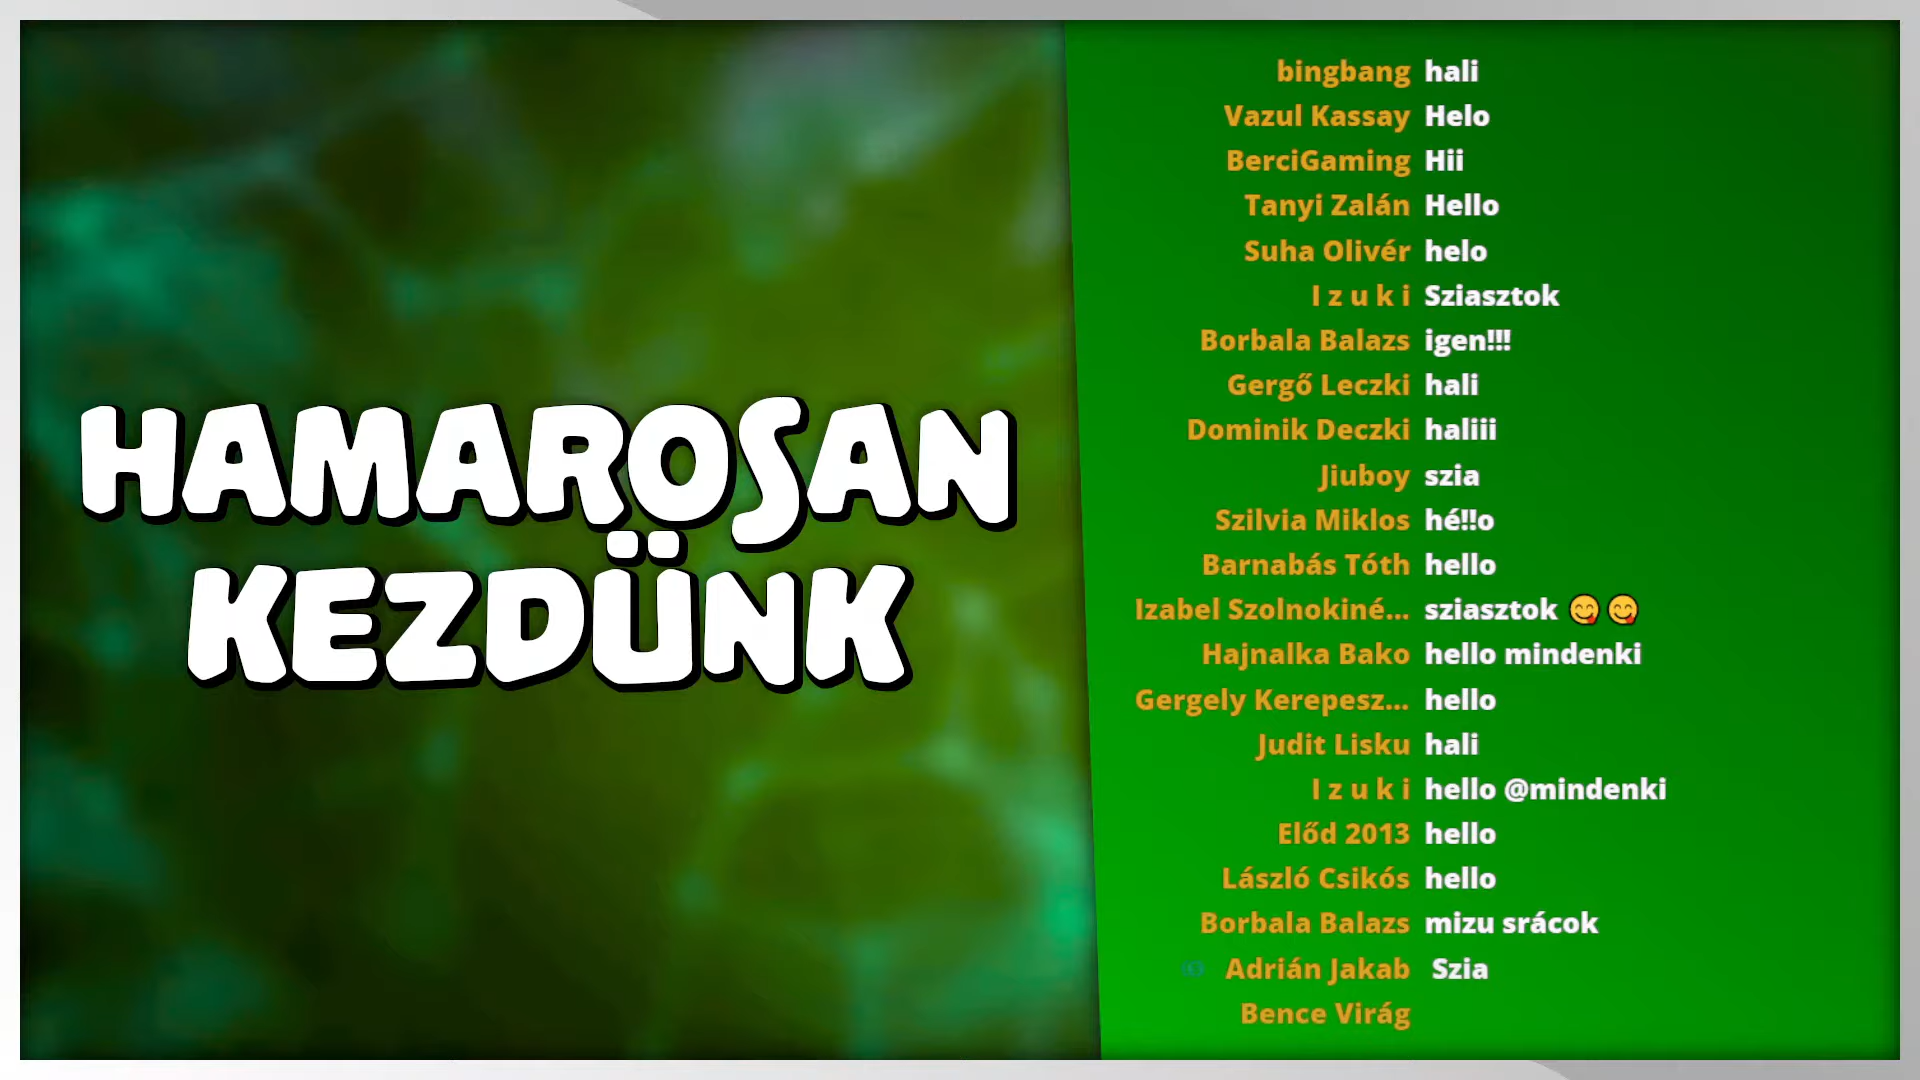 HAMAROSAN
KEZDÜNK
bingbang hali
Vazul Kassay Helo
BerciGaming Hii
Tanyi Zalán Hello
Suha Olivér helo
I z u k i Sziasztok
Borbala Balazs igen!!!
Gergő Leczki hali
Dominik Deczki haliii
Jiuboy szia
Szilvia Miklos hé!!o
Barnabás Tóth hello
Izabel Szolnokiné... sziasztok 😋😋
Hajnalka Bako hello mindenki
Gergely Kerepesz... hello
Judit Lisku hali
I z u k i hello @mindenki
Előd 2013 hello
László Csikós hello
Borbala Balazs mizu srácok
Adrián Jakab Szia
Bence Virág